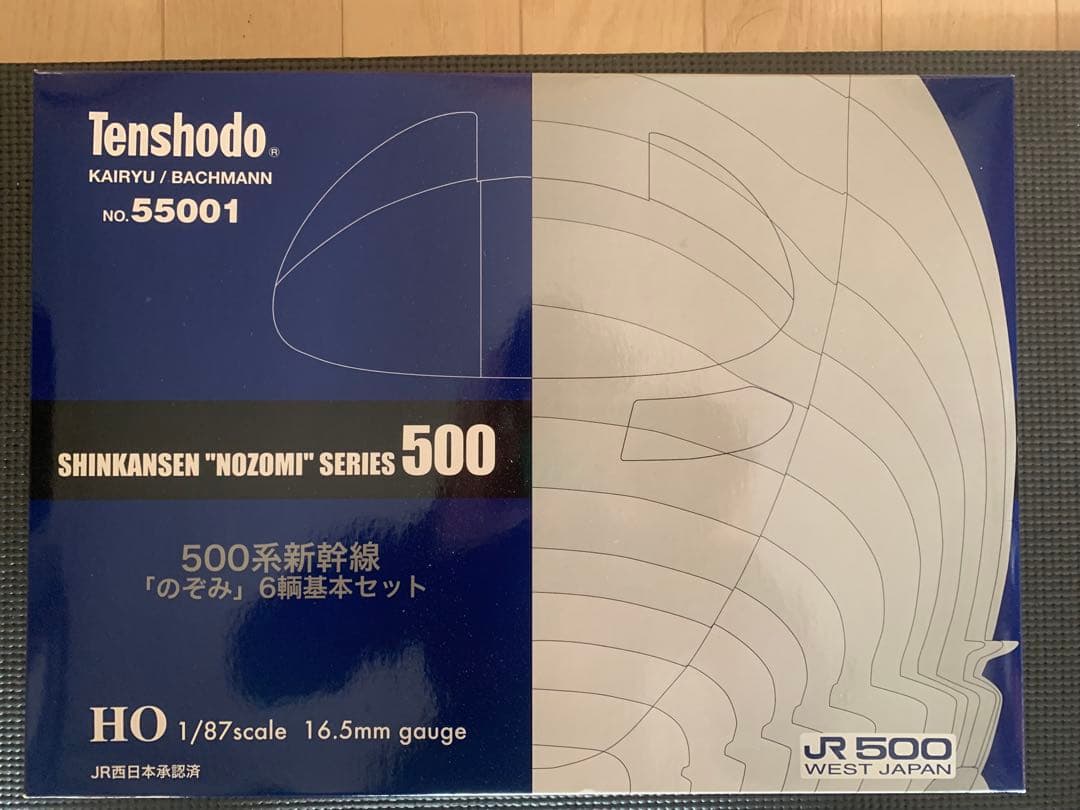 Tenshodo®
KAIRYU / BACHMANN
NO.55001
SHINKANSEN "NOZOMI" SERIES 500
500系新幹線
「のぞみ」6輌基本セット
HO 1/87scale 16.5mm gauge
JR西日本承認済
JR500
WEST JAPAN